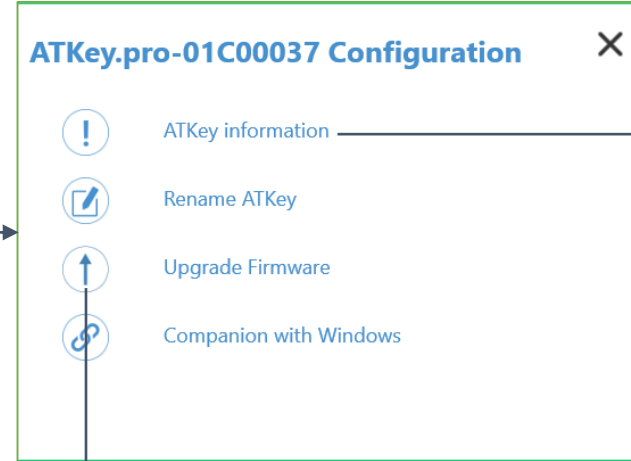 ATKey.pro-01C00037 Configuration
ATKey information
Rename ATKey
Upgrade Firmware
Companion with Windows